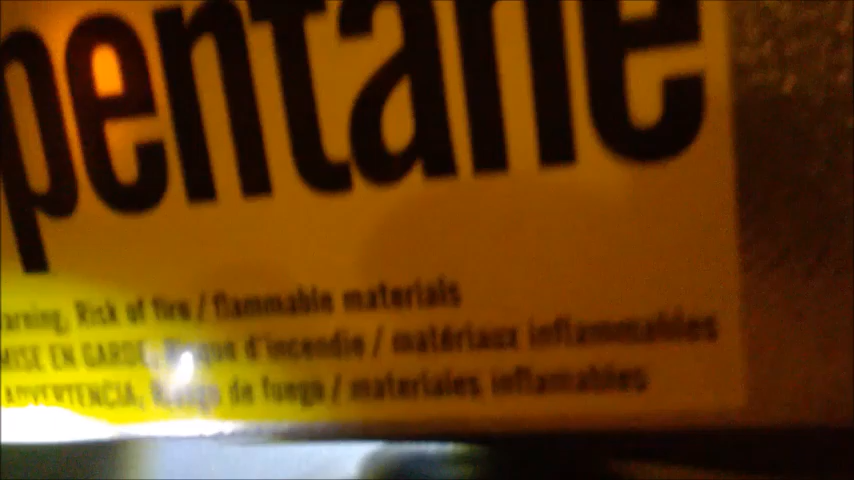 pentane
arning, Risk of fire / flammable materials
MISE EN GARDE, Risque d'incendie / matériaux inflammables
ADVERTENCIA, Riesgo de fuego / materiales inflamables